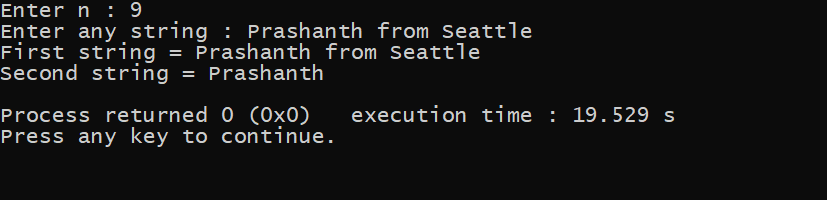 Enter n : 9
Enter any string : Prashanth from Seattle
First string = Prashanth from Seattle
Second string = Prashanth
Process returned 0 (0x0)   execution time : 19.529 s
Press any key to continue.